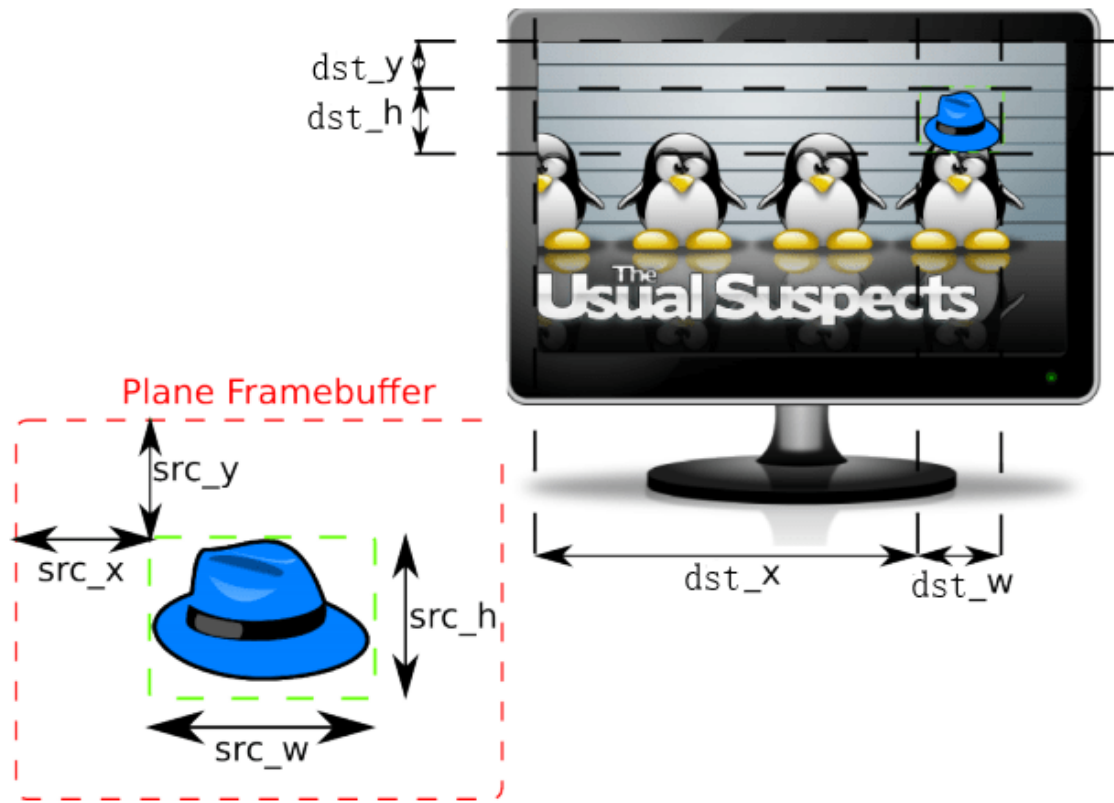 dst_y
dst_h
The
Usual Suspects
Plane Framebuffer
src_y
src_x
src_h
src_w
dst_x
dst_w